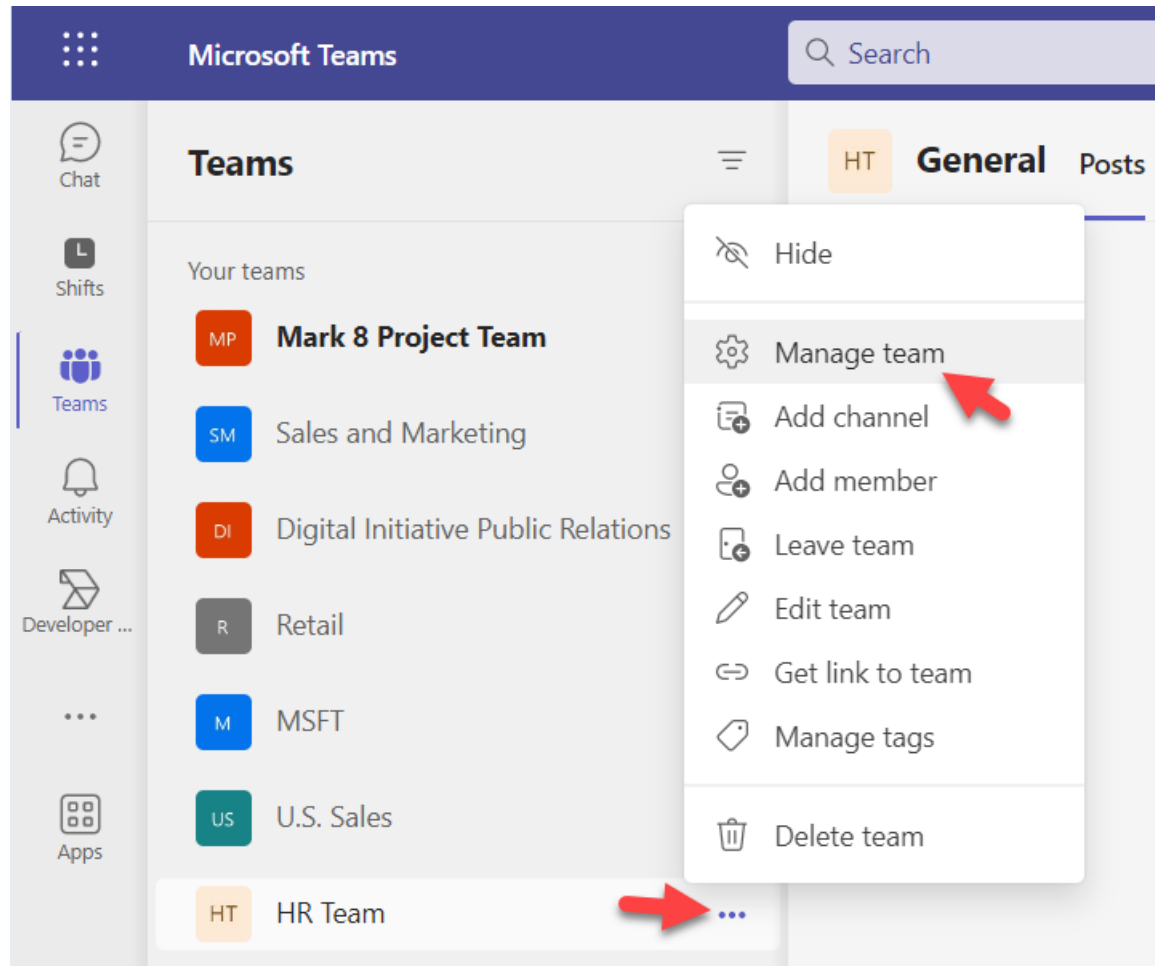 Microsoft Teams
Search
Chat
Shifts
Teams
Activity
Developer ...
Apps
Teams
Your teams
MP Mark 8 Project Team
SM Sales and Marketing
DI Digital Initiative Public Relations
R Retail
M MSFT
US U.S. Sales
HT HR Team
HT General Posts
Hide
Manage team
Add channel
Add member
Leave team
Edit team
Get link to team
Manage tags
Delete team